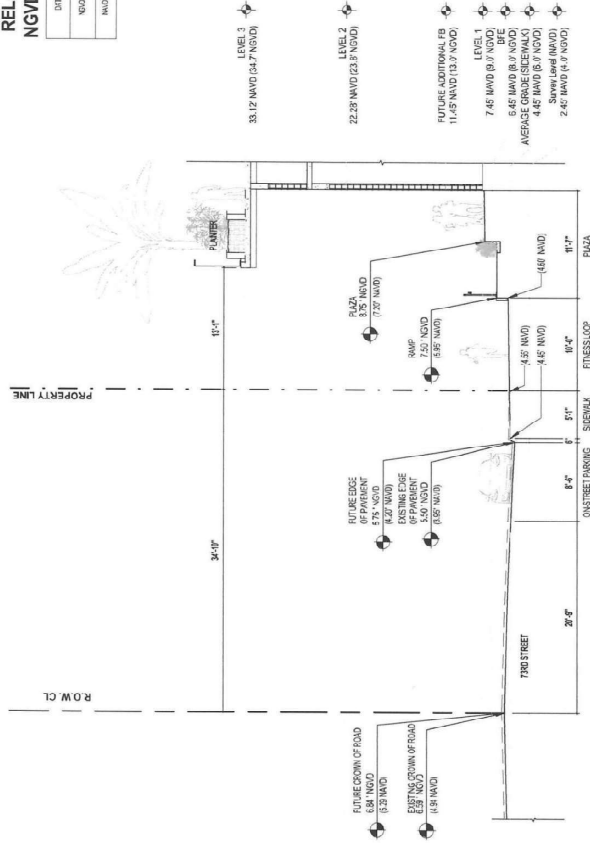 REL
NGVD
DAT
NGVD
NAVD
LEVEL 3
33.12' NAVD (34.7' NGVD)
LEVEL 2
22.28' NAVD (23.8' NGVD)
FUTURE ADDITIONAL FB
11.45' NAVD (13.0' NGVD)
LEVEL 1
7.45' NAVD (9.0' NGVD)
BFE
6.45' NAVD (8.0' NGVD)
AVERAGE GRADE (SIDEWALK)
4.45' NAVD (6.0' NGVD)
Survey Level (NAVD)
2.45' NAVD (4.0' NGVD)
PLANTER
13'-1"
34'-10"
PROPERTY LINE
R.O.W. CL
PLAZA
8.75' NGVD
(7.20' NAVD)
RAMP
7.50' NGVD
(5.95' NAVD)
FUTURE EDGE
OF PAVEMENT
5.75' NGVD
(4.20' NAVD)
EXISTING EDGE
OF PAVEMENT
5.50' NGVD
(3.95' NAVD)
FUTURE CROWN OF ROAD
6.84' NGVD
(5.29 NAVD)
EXISTING CROWN OF ROAD
6.59' NGVD
(4.94 NAVD)
(4.60' NAVD)
(4.55' NAVD)
(4.45' NAVD)
73RD STREET
20'-9"
8'-6"
6"
5'-1"
10'-4"
11'-7"
ON-STREET PARKING
SIDEWALK
FITNESS LOOP
PLAZA